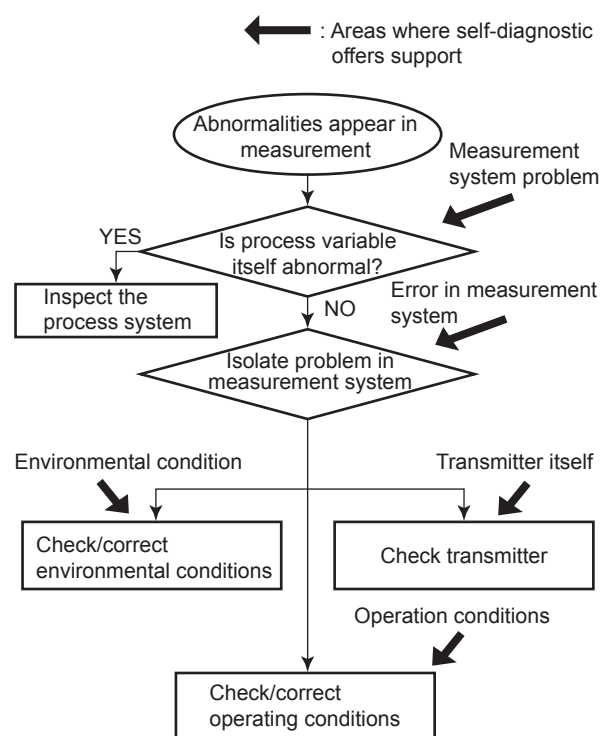 : Areas where self-diagnostic
offers support
Abnormalities appear in
measurement
Measurement
system problem
YES
Is process variable
itself abnormal?
Inspect the
process system
NO
Error in measurement
system
Isolate problem in
measurement system
Environmental condition
Transmitter itself
Check/correct
environmental conditions
Check transmitter
Operation conditions
Check/correct
operating conditions